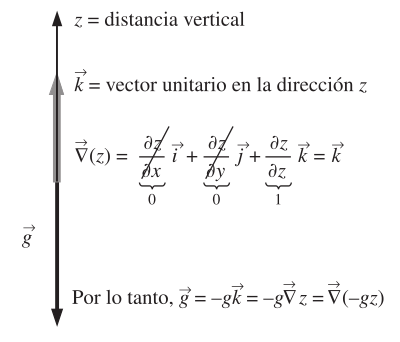 z = distancia vertical
k⃗ = vector unitario en la dirección z
∇⃗(z) = ∂z/∂x i⃗ + ∂z/∂y j⃗ + ∂z/∂z k⃗ = k⃗
0 0 1
g⃗
Por lo tanto, g⃗ = –gk⃗ = –g∇⃗z = ∇⃗(–gz)